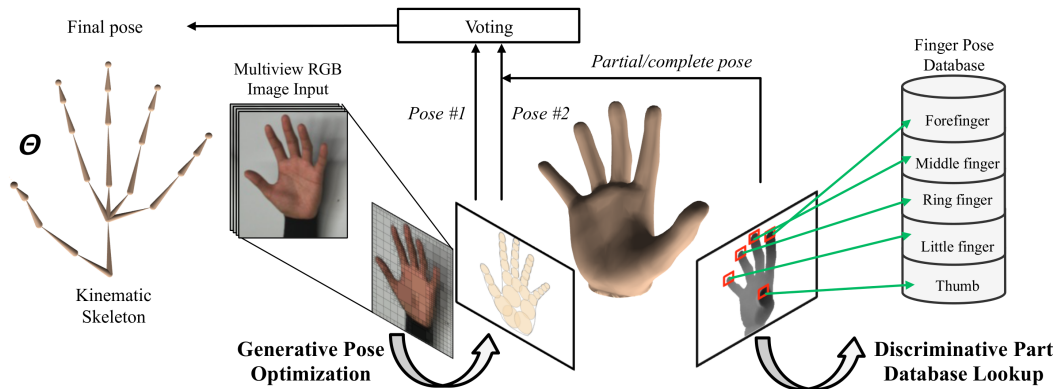 Final pose
Voting
Multiview RGB
Image Input
Pose #1
Pose #2
Partial/complete pose
Finger Pose
Database
Forefinger
Middle finger
Ring finger
Little finger
Thumb
Θ
Kinematic
Skeleton
Generative Pose
Optimization
Discriminative Part
Database Lookup